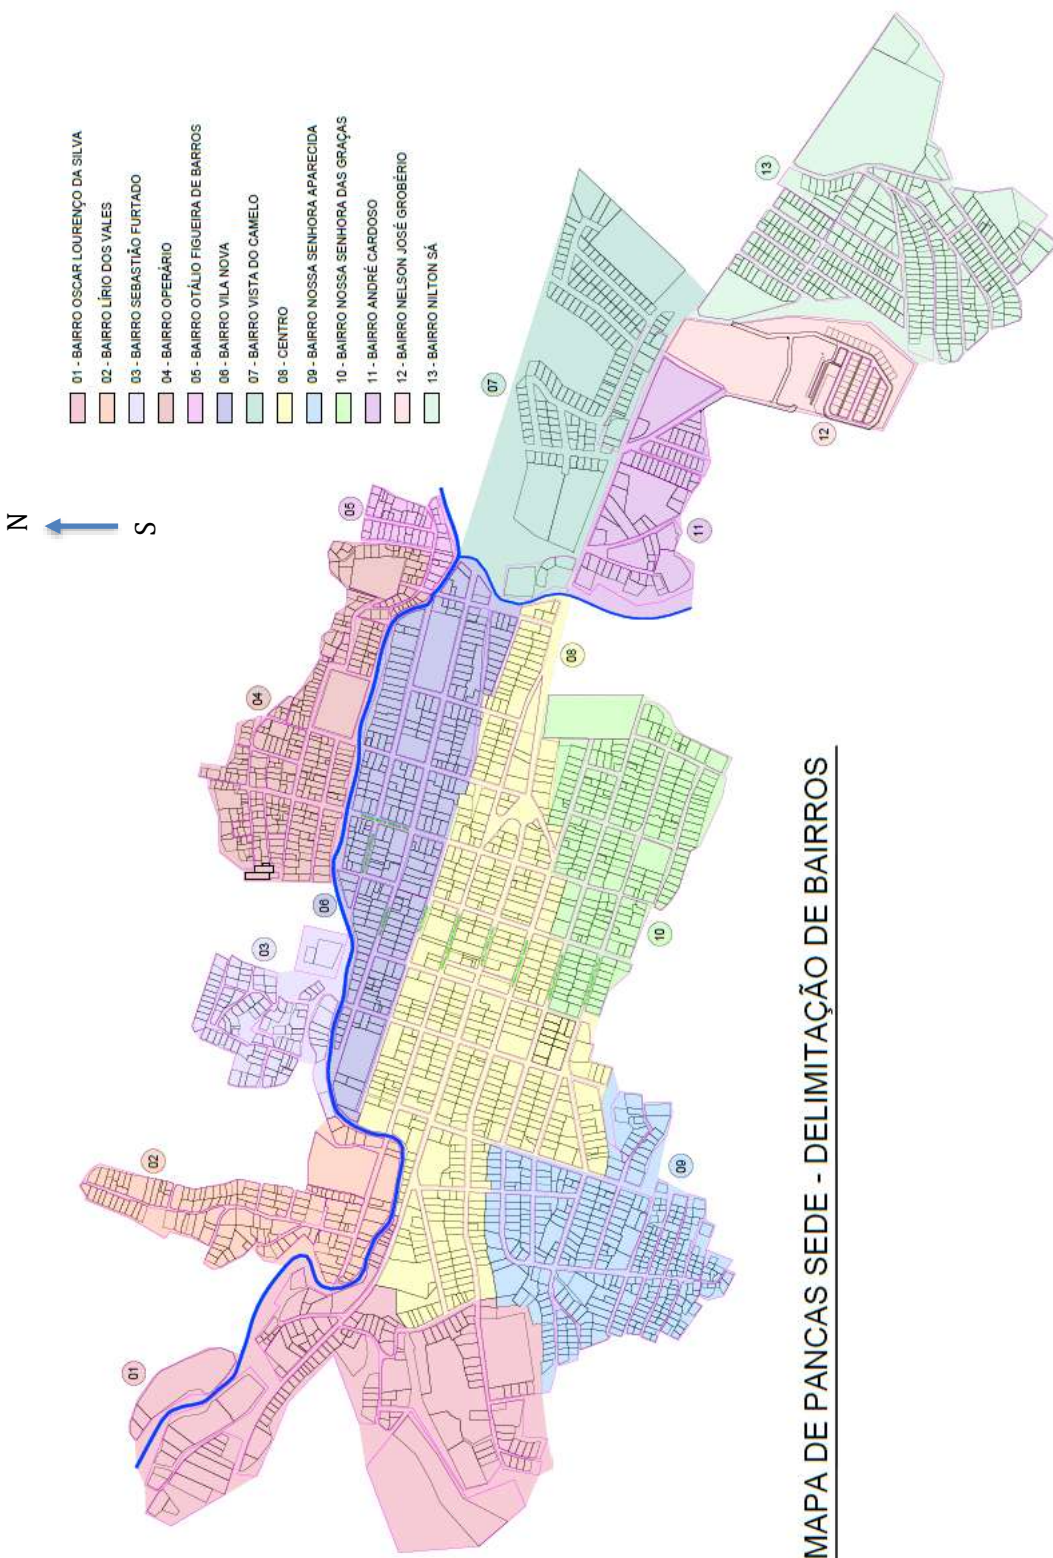 N
S
01 - BAIRRO OSCAR LOURENÇO DA SILVA
02 - BAIRRO LÍRIO DOS VALES
03 - BAIRRO SEBASTIÃO FURTADO
04 - BAIRRO OPERÁRIO
05 - BAIRRO OTÁLIO FIGUEIRA DE BARROS
06 - BAIRRO VILA NOVA
07 - BAIRRO VISTA DO CAMELO
08 - CENTRO
09 - BAIRRO NOSSA SENHORA APARECIDA
10 - BAIRRO NOSSA SENHORA DAS GRAÇAS
11 - BAIRRO ANDRÉ CARDOSO
12 - BAIRRO NELSON JOSÉ GROBÉRIO
13 - BAIRRO NILTON SÁ
01
02
03
04
05
06
07
08
09
10
11
12
13
MAPA DE PANCAS SEDE - DELIMITAÇÃO DE BAIRROS